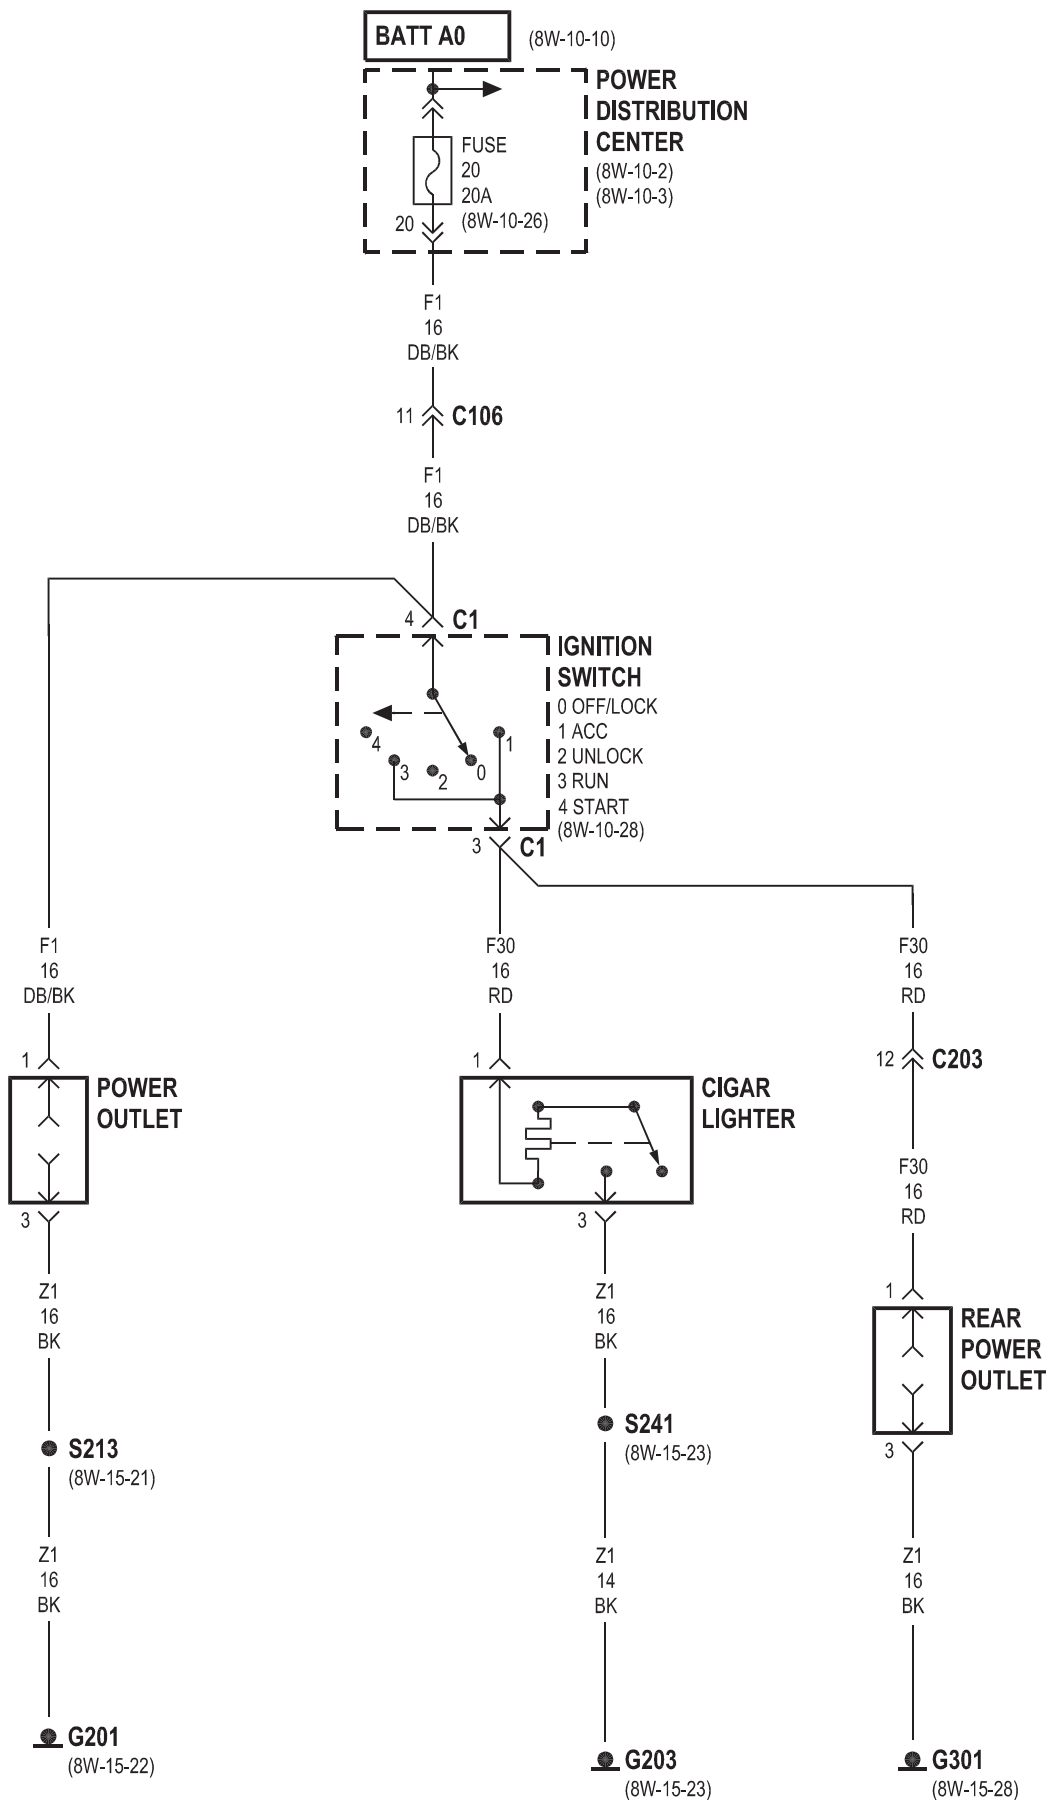 BATT A0
(8W-10-10)
POWER
DISTRIBUTION
CENTER
(8W-10-2)
(8W-10-3)
FUSE
20
20A
(8W-10-26)
20
F1
16
DB/BK
11
C106
F1
16
DB/BK
4
C1
IGNITION
SWITCH
0 OFF/LOCK
1 ACC
2 UNLOCK
3 RUN
4 START
(8W-10-28)
4
3
2
0
1
3
C1
F1
16
DB/BK
F30
16
RD
F30
16
RD
1
POWER
OUTLET
3
1
CIGAR
LIGHTER
3
12
C203
F30
16
RD
1
REAR
POWER
OUTLET
3
Z1
16
BK
Z1
16
BK
S213
(8W-15-21)
S241
(8W-15-23)
Z1
16
BK
Z1
14
BK
Z1
16
BK
G201
(8W-15-22)
G203
(8W-15-23)
G301
(8W-15-28)